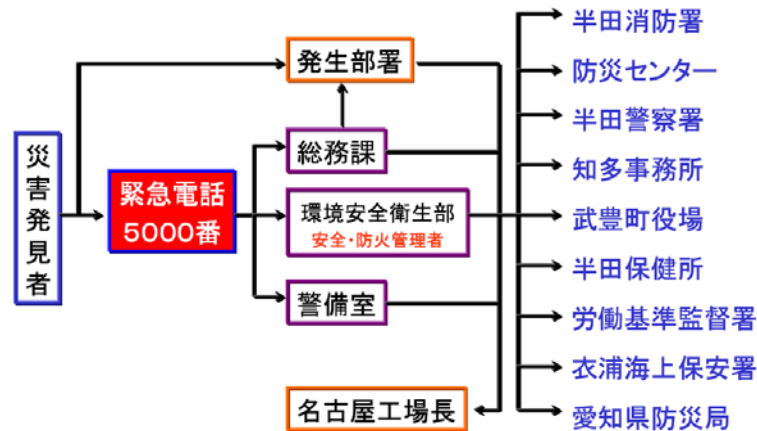 災害発見者
緊急電話
5000番
発生部署
総務課
環境安全衛生部
安全・防火管理者
警備室
名古屋工場長
半田消防署
防災センター
半田警察署
知多事務所
武豊町役場
半田保健所
労働基準監督署
衣浦海上保安署
愛知県防災局